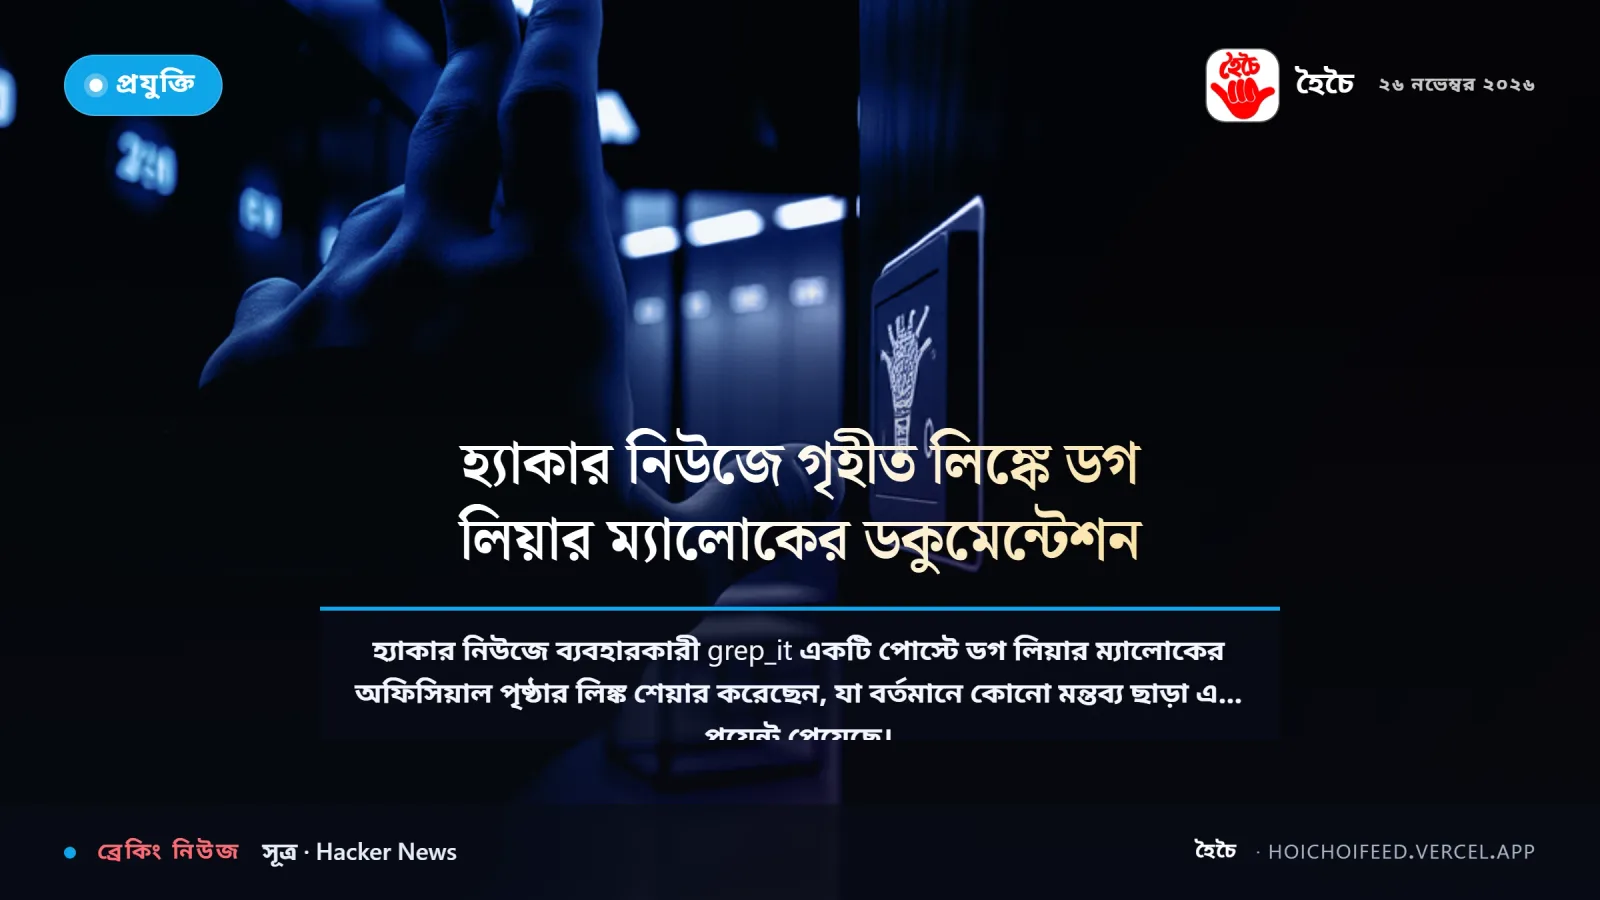 প্রযুক্তি
হৈচৈ
হৈচৈ ২৬ নভেম্বর ২০২৬
হ্যাকার নিউজে গৃহীত লিঙ্কে ডগ
লিয়ার ম্যালোকের ডকুমেন্টেশন
হ্যাকার নিউজে ব্যবহারকারী grep_it একটি পোস্টে ডগ লিয়ার ম্যালোকের
অফিসিয়াল পৃষ্ঠার লিঙ্ক শেয়ার করেছেন, যা বর্তমানে কোনো মন্তব্য ছাড়া এ...
পয়েন্ট পেয়েছে।
ব্রেকিং নিউজ সূত্র · Hacker News
হৈচৈ · HOICHOIFEED.VERCEL.APP